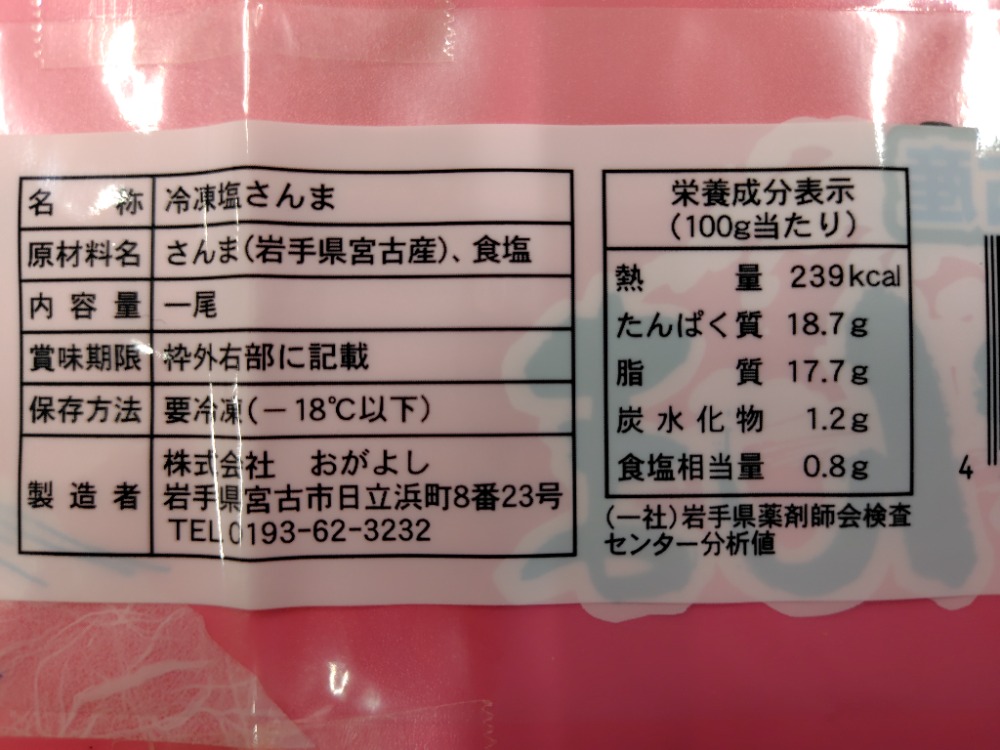 名称 冷凍塩さんま
原材料名 さんま(岩手県宮古産)、食塩
内容量 一尾
賞味期限 枠外右部に記載
保存方法 要冷凍(-18℃以下)
製造者 株式会社 おがよし
岩手県宮古市日立浜町8番23号
TEL 0193-62-3232
栄養成分表示
(100g当たり)
熱量 239kcal
たんぱく質 18.7g
脂質 17.7g
炭水化物 1.2g
食塩相当量 0.8g
(一社)岩手県薬剤師会検査
センター分析値
4
産